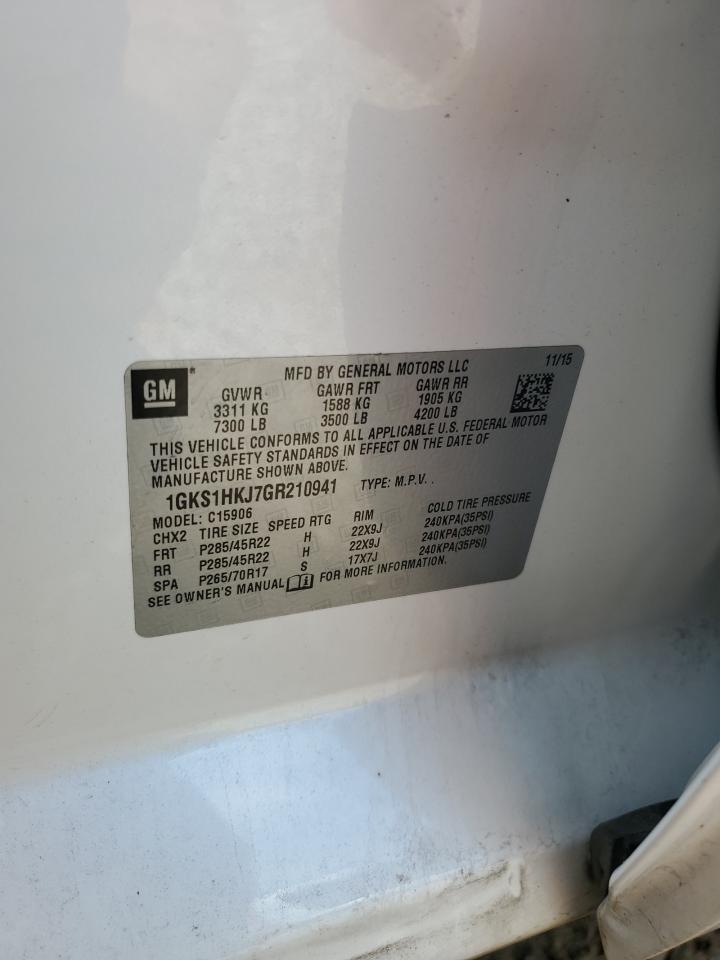 GM
MFD BY GENERAL MOTORS LLC 11/15
GVWR GAWR FRT GAWR RR
3311 KG 1588 KG 1905 KG
7300 LB 3500 LB 4200 LB
THIS VEHICLE CONFORMS TO ALL APPLICABLE U.S. FEDERAL MOTOR
VEHICLE SAFETY STANDARDS IN EFFECT ON THE DATE OF
MANUFACTURE SHOWN ABOVE.
1GKS1HKJ7GR210941 TYPE: M.P.V. .
MODEL: C15906
CHX2 TIRE SIZE SPEED RTG RIM COLD TIRE PRESSURE
FRT P285/45R22 H 22X9J 240KPA(35PSI)
RR P285/45R22 H 22X9J 240KPA(35PSI)
SPA P265/70R17 S 17X7J 240KPA(35PSI)
SEE OWNER'S MANUAL FOR MORE INFORMATION.